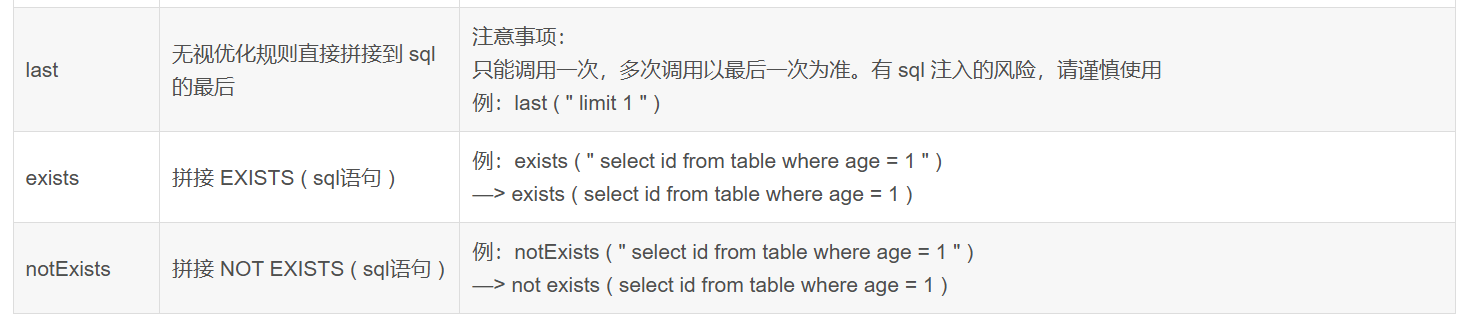 last
无视优化规则直接拼接到 sql
的最后
注意事项：
只能调用一次，多次调用以最后一次为准。有 sql 注入的风险，请谨慎使用
例：last ( " limit 1 " )
exists
拼接 EXISTS ( sql语句 )
例：exists ( " select id from table where age = 1 " )
—> exists ( select id from table where age = 1 )
notExists
拼接 NOT EXISTS ( sql语句 )
例：notExists ( " select id from table where age = 1 " )
—> not exists ( select id from table where age = 1 )